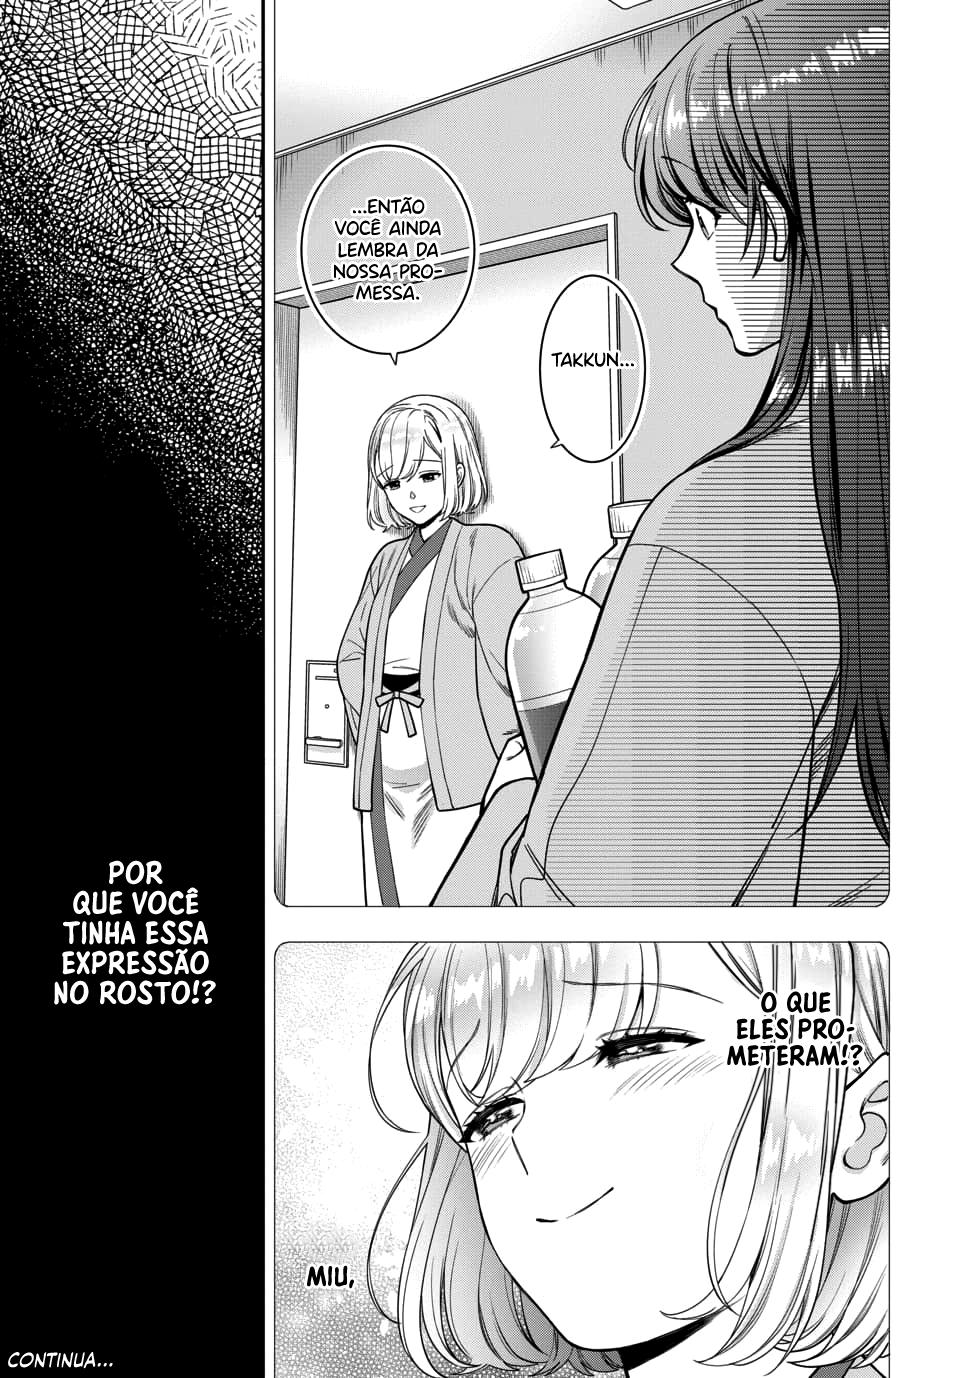 TAKKUN...
...ENTÃO
VOCÊ AINDA
LEMBRA DA
NOSSA PRO-
MESSA.
O QUE
ELES PRO-
METERAM!?
MIU,
POR
QUE VOCÊ
TINHA ESSA
EXPRESSÃO
NO ROSTO!?
CONTINUA...